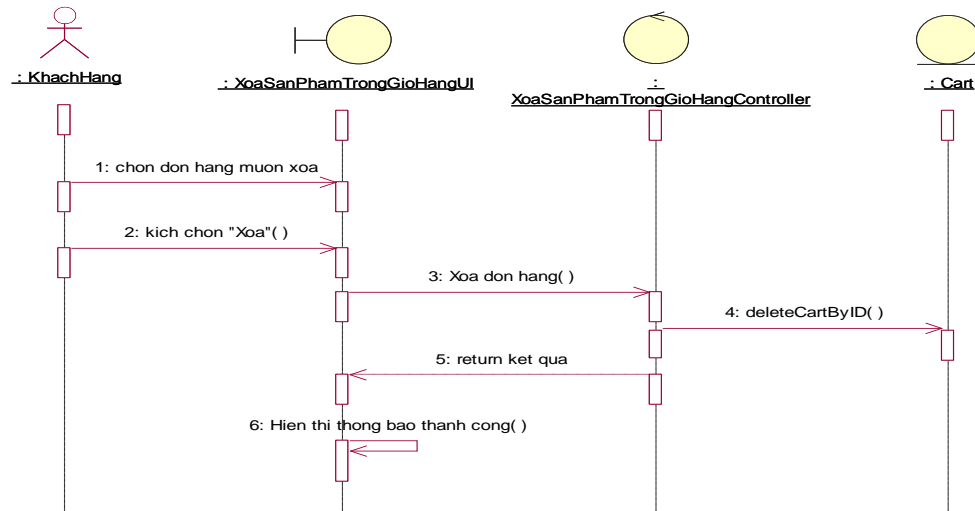 : KhachHang
: XoaSanPhamTrongGioHangUI
:
XoaSanPhamTrongGioHangController
: Cart
1: chon don hang muon xoa
2: kich chon "Xoa"( )
3: Xoa don hang( )
4: deleteCartByID( )
5: return ket qua
6: Hien thi thong bao thanh cong( )